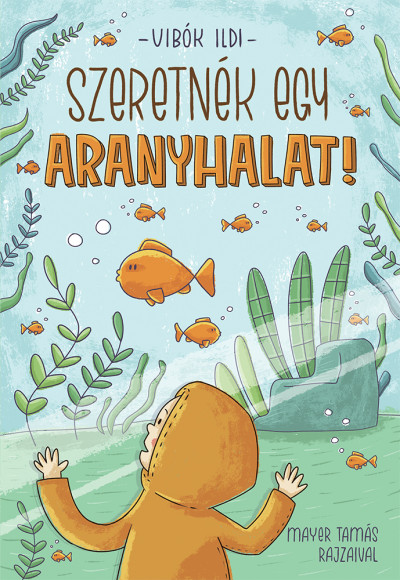 -VIBÓK ILDI-
SZERETNÉK EGY
ARANYHALAT!
MAYER TAMÁS
RAJZAIVAL